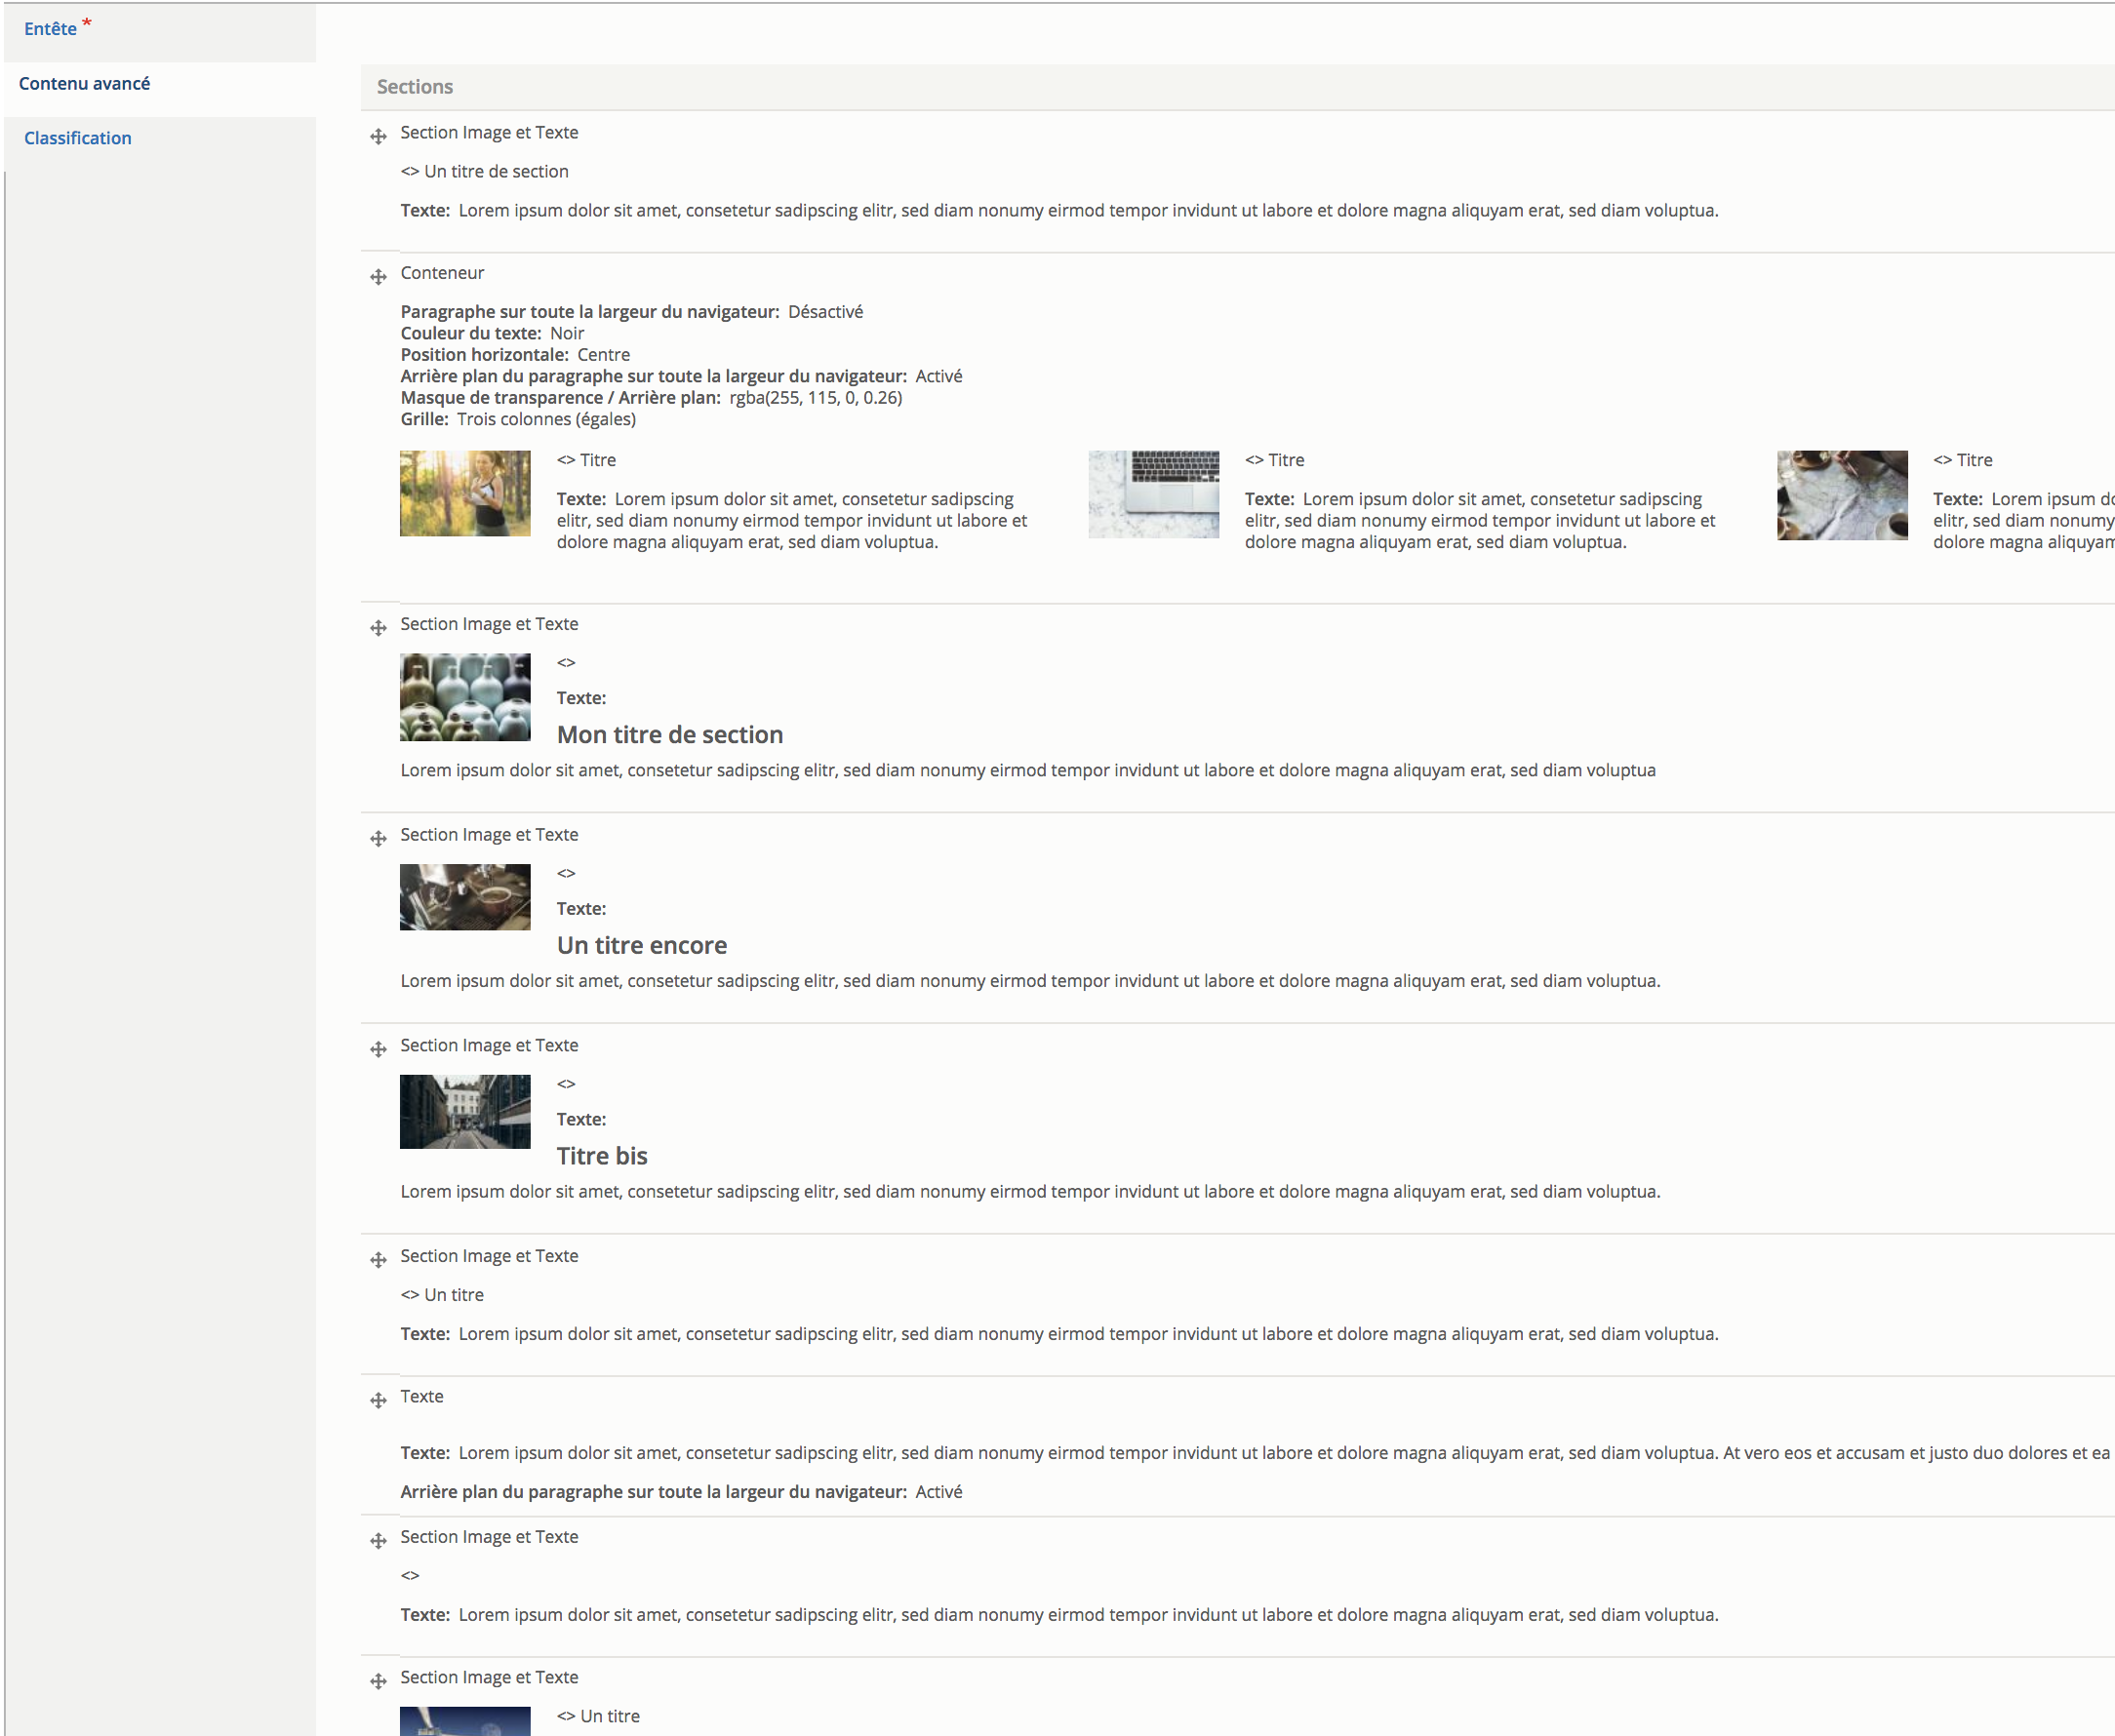 Entête *
Contenu avancé
Classification
Sections
Section Image et Texte
<> Un titre de section
Texte: Lorem ipsum dolor sit amet, consetetur sadipscing elitr, sed diam nonumy eirmod tempor invidunt ut labore et dolore magna aliquyam erat, sed diam voluptua.
Conteneur
Paragraphe sur toute la largeur du navigateur: Désactivé
Couleur du texte: Noir
Position horizontale: Centre
Arrière plan du paragraphe sur toute la largeur du navigateur: Activé
Masque de transparence / Arrière plan: rgba(255, 115, 0, 0.26)
Grille: Trois colonnes (égales)
<> Titre
Texte: Lorem ipsum dolor sit amet, consetetur sadipscing
elitr, sed diam nonumy eirmod tempor invidunt ut labore et
dolore magna aliquyam erat, sed diam voluptua.
<> Titre
Texte: Lorem ipsum dolor sit amet, consetetur sadipscing
elitr, sed diam nonumy eirmod tempor invidunt ut labore et
dolore magna aliquyam erat, sed diam voluptua.
<> Titre
Texte: Lorem ipsum do
elitr, sed diam nonumy
dolore magna aliquyam
Section Image et Texte
<>
Texte:
Mon titre de section
Lorem ipsum dolor sit amet, consetetur sadipscing elitr, sed diam nonumy eirmod tempor invidunt ut labore et dolore magna aliquyam erat, sed diam voluptua
Section Image et Texte
<>
Texte:
Un titre encore
Lorem ipsum dolor sit amet, consetetur sadipscing elitr, sed diam nonumy eirmod tempor invidunt ut labore et dolore magna aliquyam erat, sed diam voluptua.
Section Image et Texte
<>
Texte:
Titre bis
Lorem ipsum dolor sit amet, consetetur sadipscing elitr, sed diam nonumy eirmod tempor invidunt ut labore et dolore magna aliquyam erat, sed diam voluptua.
Section Image et Texte
<> Un titre
Texte: Lorem ipsum dolor sit amet, consetetur sadipscing elitr, sed diam nonumy eirmod tempor invidunt ut labore et dolore magna aliquyam erat, sed diam voluptua.
Texte
Texte: Lorem ipsum dolor sit amet, consetetur sadipscing elitr, sed diam nonumy eirmod tempor invidunt ut labore et dolore magna aliquyam erat, sed diam voluptua. At vero eos et accusam et justo duo dolores et ea
Arrière plan du paragraphe sur toute la largeur du navigateur: Activé
Section Image et Texte
<>
Texte: Lorem ipsum dolor sit amet, consetetur sadipscing elitr, sed diam nonumy eirmod tempor invidunt ut labore et dolore magna aliquyam erat, sed diam voluptua.
Section Image et Texte
<> Un titre